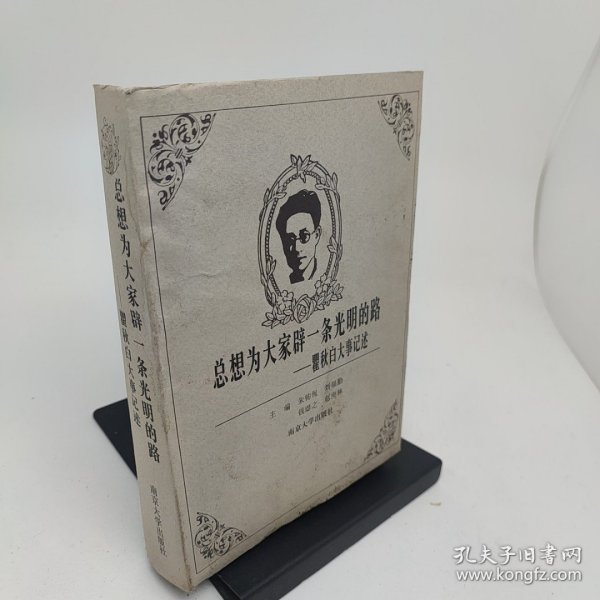 总想为大家辟一条光明的路
——瞿秋白大事记述
主编
钱璱之
南京大学出版社
总想为大家辟一条光明的路
——瞿秋白大事记述
南京大学出版社
孔夫子旧书网
www.kongfz.com